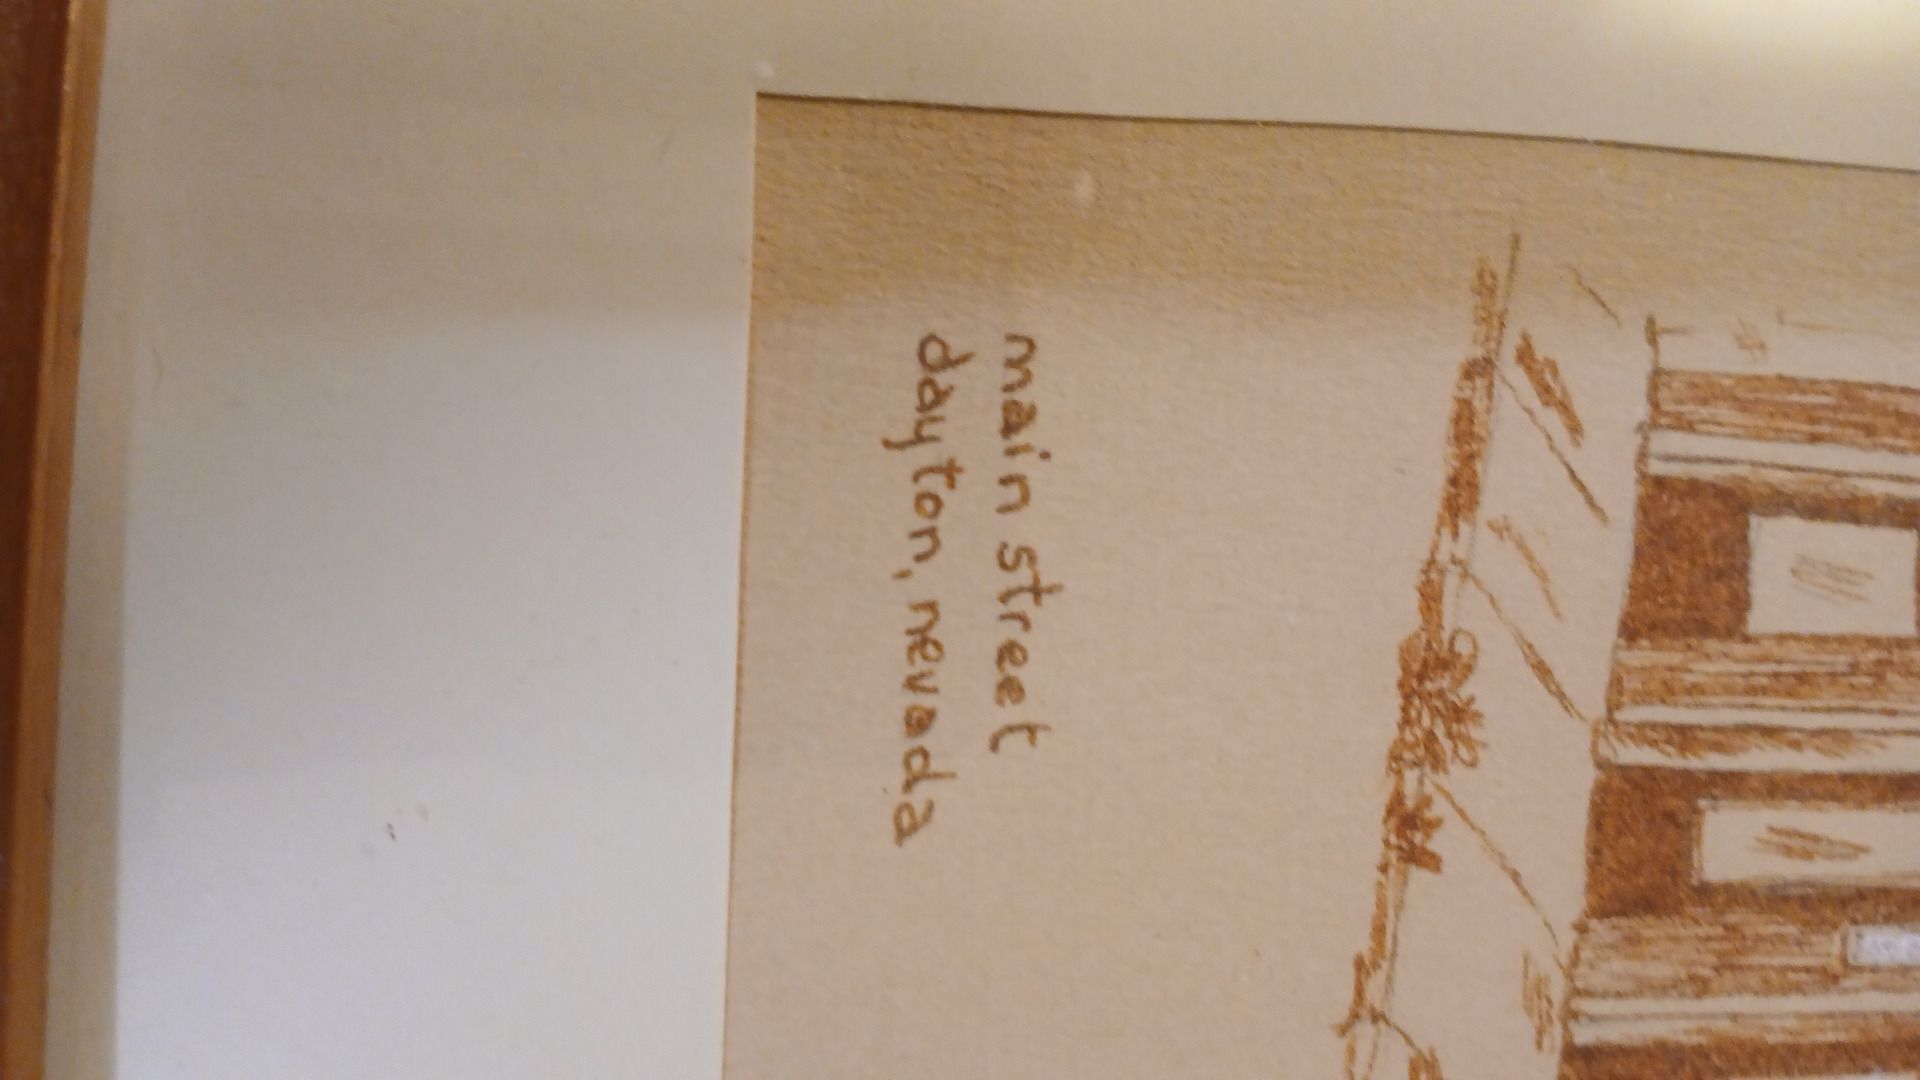 main street
dayton, nevada